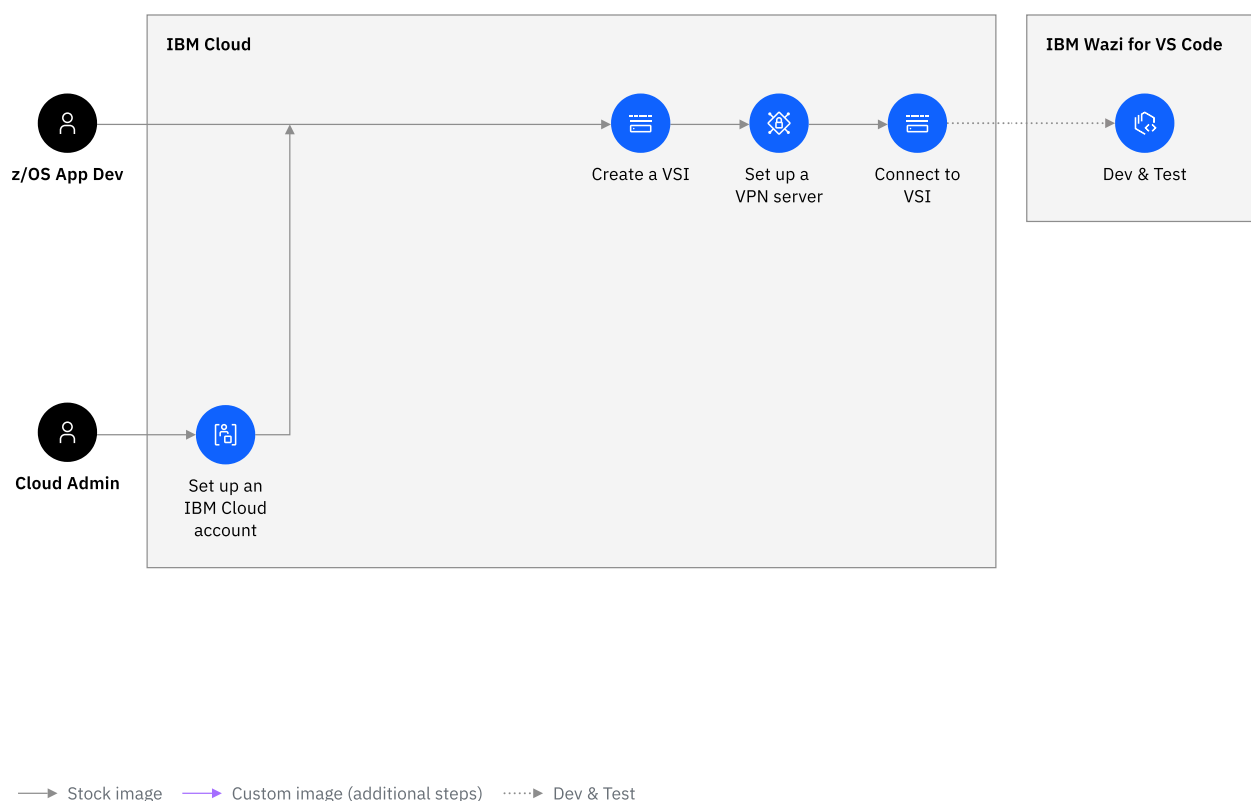 IBM Cloud
IBM Wazi for VS Code
z/OS App Dev
Create a VSI
Set up a
VPN server
Connect to
VSI
Dev & Test
Cloud Admin
Set up an
IBM Cloud
account
Stock image
Custom image (additional steps)
Dev & Test